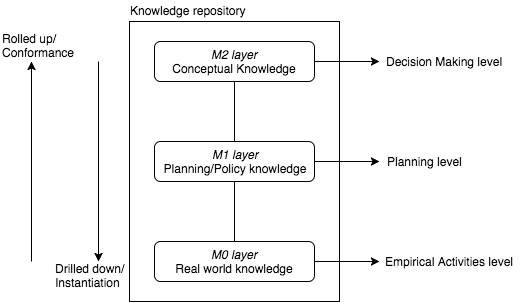 Knowledge repository
Rolled up/
Conformance
M2 layer
Conceptual Knowledge
Decision Making level
M1 layer
Planning/Policy knowledge
Planning level
M0 layer
Real world knowledge
Empirical Activities level
Drilled down/
Instantiation